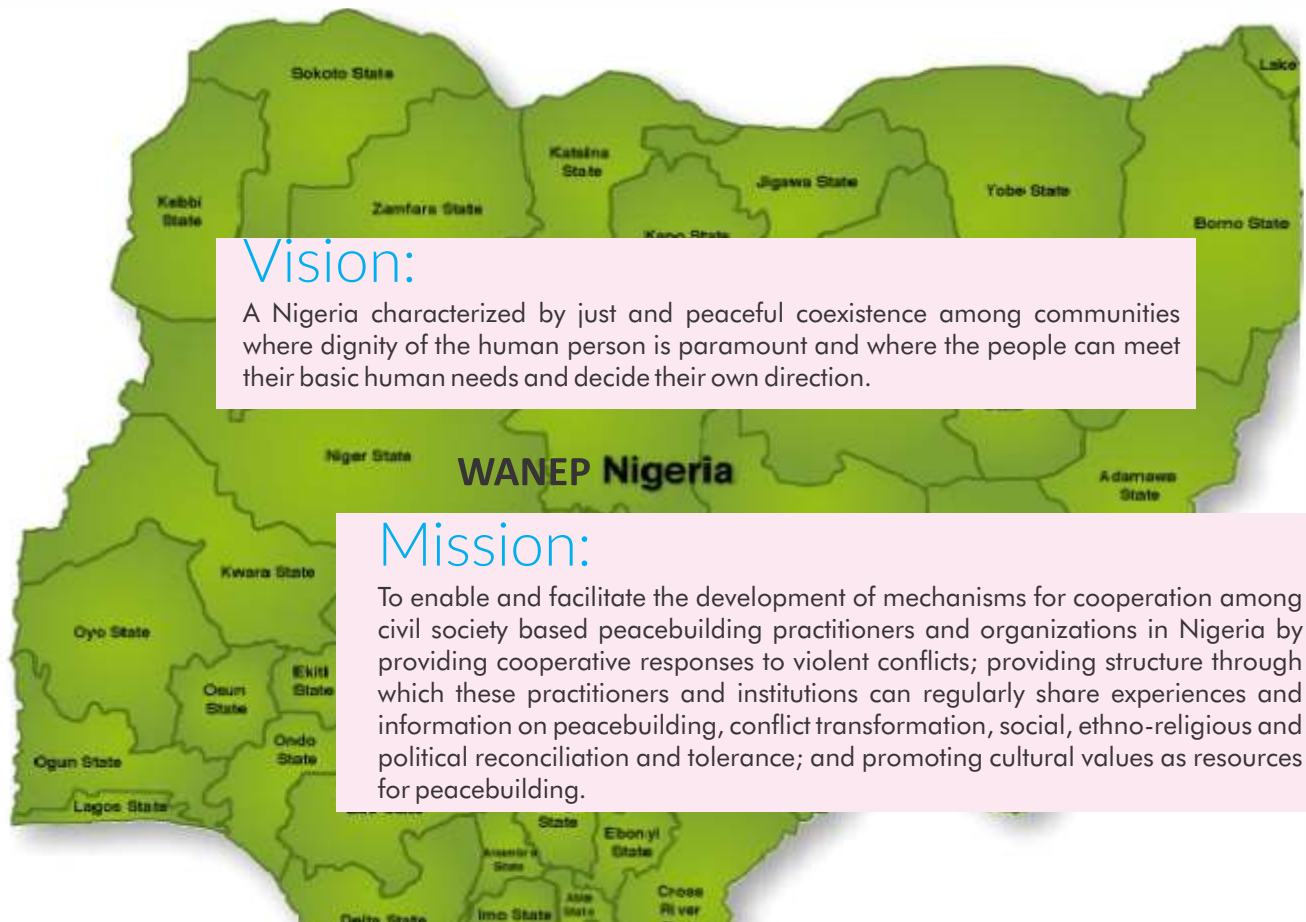 Sokoto State
Lake
Katsina
State
Jigawa State
Yobe State
Kebbi
State
Zamfara State
Borno State
Kano State
Vision:
A Nigeria characterized by just and peaceful coexistence among communities
where dignity of the human person is paramount and where the people can meet
their basic human needs and decide their own direction.
Niger State
WANEP Nigeria
Adamawa
State
Mission:
To enable and facilitate the development of mechanisms for cooperation among
civil society based peacebuilding practitioners and organizations in Nigeria by
providing cooperative responses to violent conflicts; providing structure through
which these practitioners and institutions can regularly share experiences and
information on peacebuilding, conflict transformation, social, ethno-religious and
political reconciliation and tolerance; and promoting cultural values as resources
for peacebuilding.
Kwara State
Oyo State
Ekiti
State
Osun
State
Ondo
State
Ogun State
Lagos State
State
Ebonyi
State
Anambra
State
Abia
State
Cross
River
Imo State
Delta State